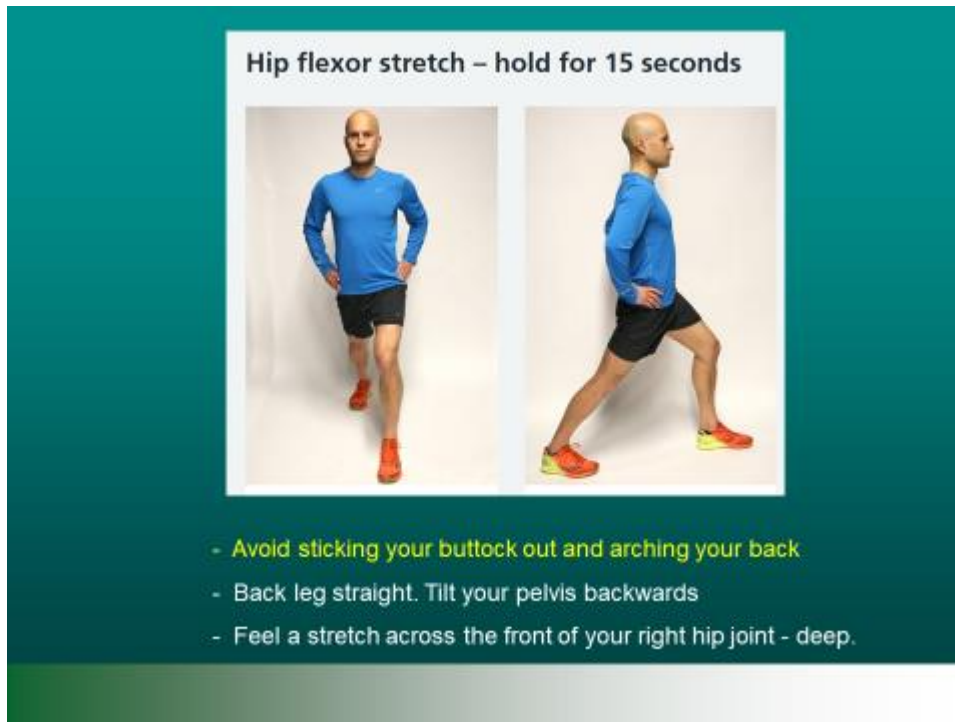 Hip flexor stretch – hold for 15 seconds
- Avoid sticking your buttock out and arching your back
- Back leg straight. Tilt your pelvis backwards
- Feel a stretch across the front of your right hip joint - deep.